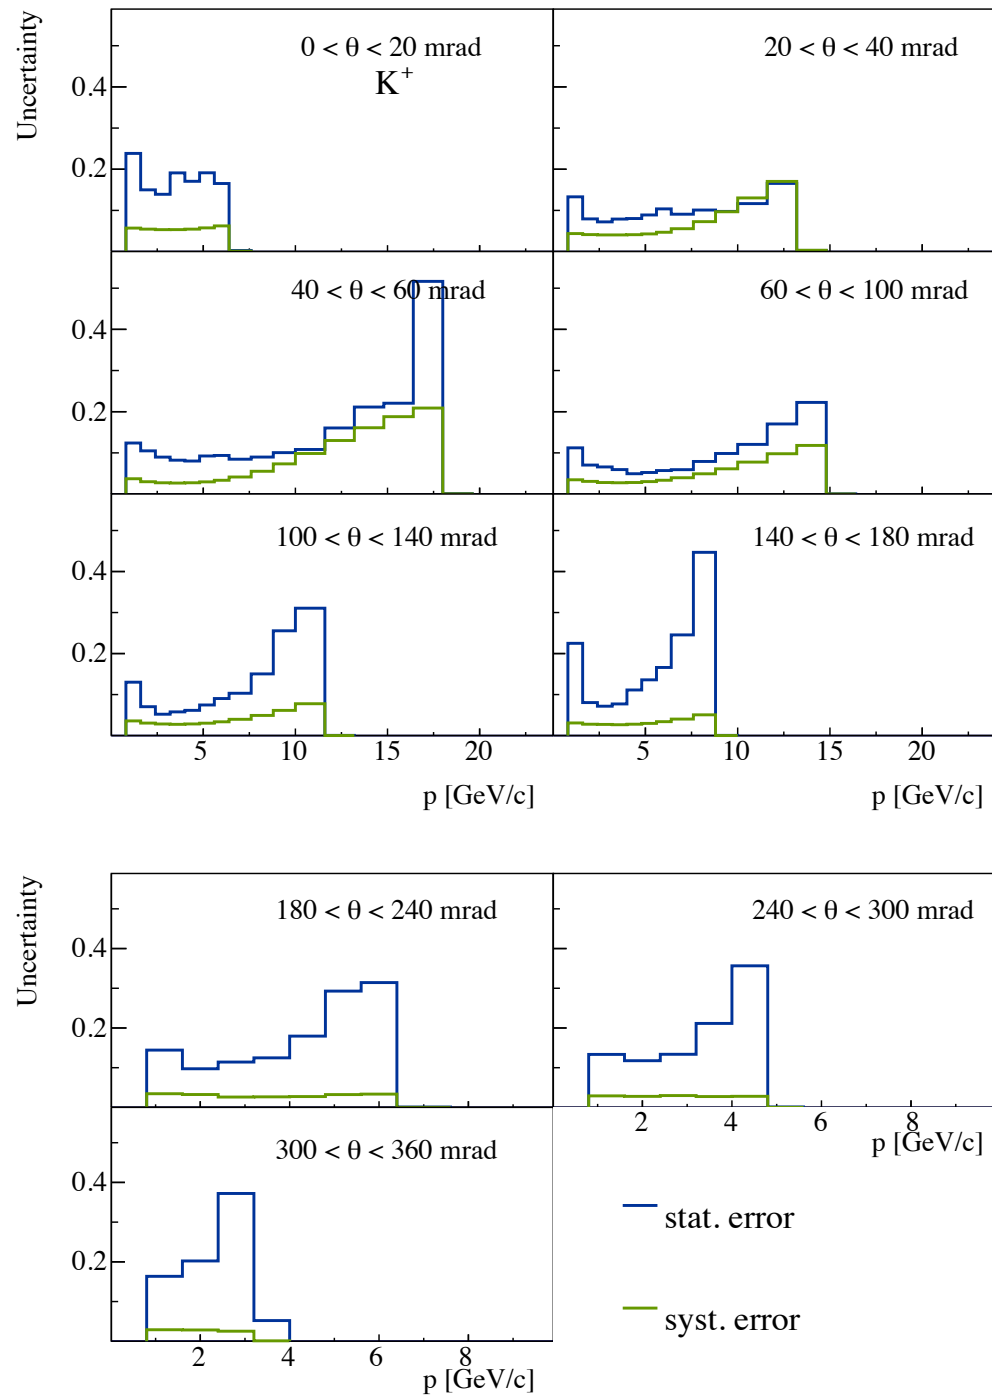 Uncertainty
0 < θ < 20 mrad
K+
20 < θ < 40 mrad
0.4
0.2
40 < θ < 60 mrad
60 < θ < 100 mrad
0.4
0.2
100 < θ < 140 mrad
140 < θ < 180 mrad
0.4
0.2
5 10 15 20
5 10 15 20
p [GeV/c]
p [GeV/c]
Uncertainty
180 < θ < 240 mrad
240 < θ < 300 mrad
0.4
0.2
2 4 6 8
p [GeV/c]
300 < θ < 360 mrad
0.4
0.2
2 4 6 8
p [GeV/c]
stat. error
syst. error